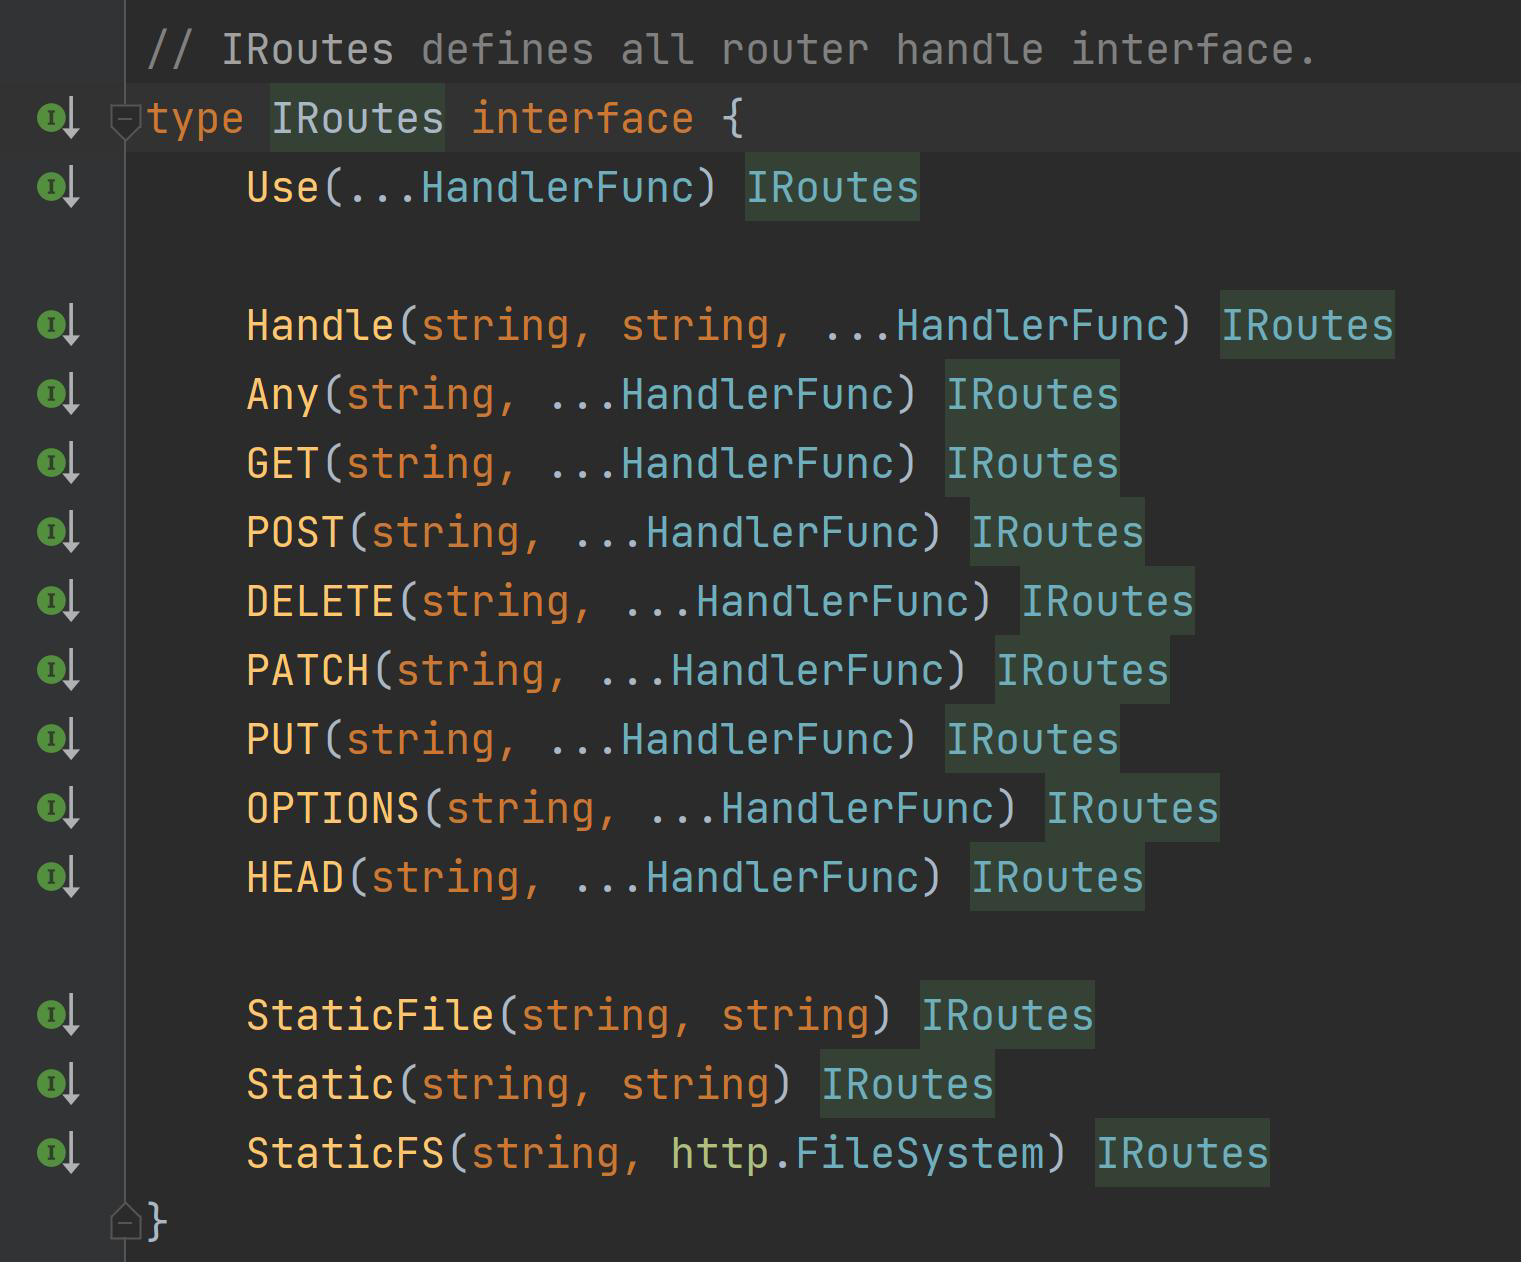 // IRoutes defines all router handle interface.
type IRoutes interface {
    Use(...HandlerFunc) IRoutes

    Handle(string, string, ...HandlerFunc) IRoutes
    Any(string, ...HandlerFunc) IRoutes
    GET(string, ...HandlerFunc) IRoutes
    POST(string, ...HandlerFunc) IRoutes
    DELETE(string, ...HandlerFunc) IRoutes
    PATCH(string, ...HandlerFunc) IRoutes
    PUT(string, ...HandlerFunc) IRoutes
    OPTIONS(string, ...HandlerFunc) IRoutes
    HEAD(string, ...HandlerFunc) IRoutes

    StaticFile(string, string) IRoutes
    Static(string, string) IRoutes
    StaticFS(string, http.FileSystem) IRoutes
}